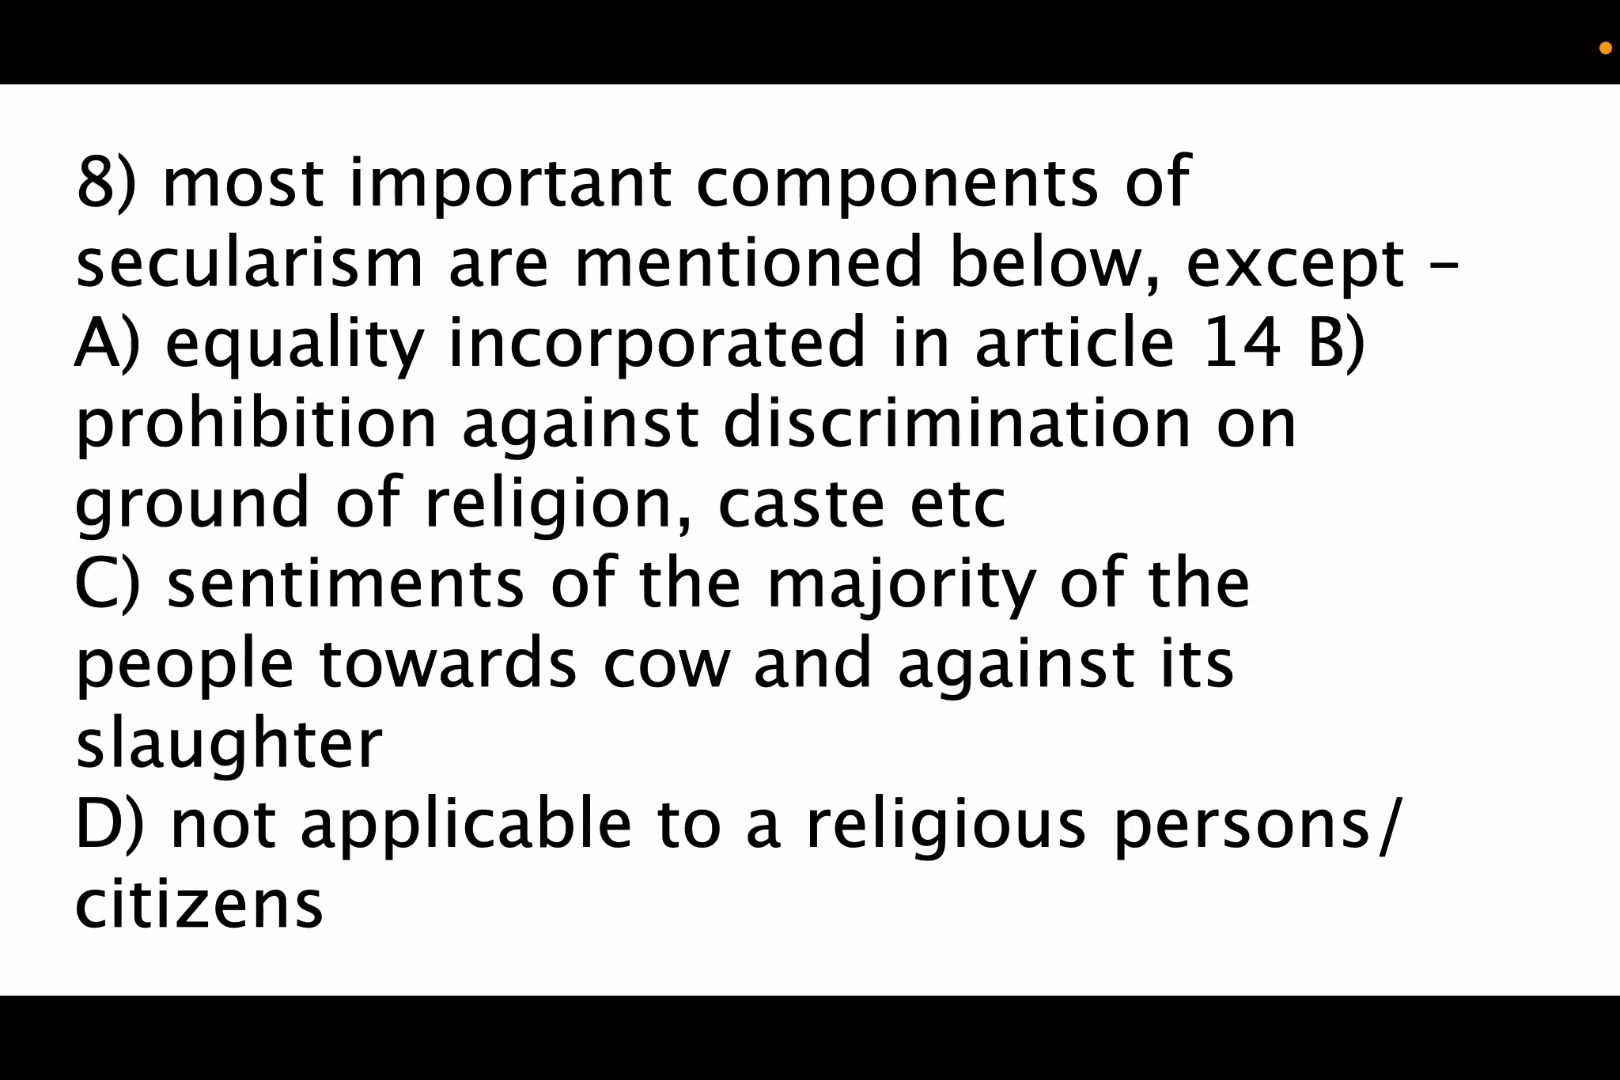 8) most important components of
secularism are mentioned below, except –
A) equality incorporated in article 14 B)
prohibition against discrimination on
ground of religion, caste etc
C) sentiments of the majority of the
people towards cow and against its
slaughter
D) not applicable to a religious persons/
citizens